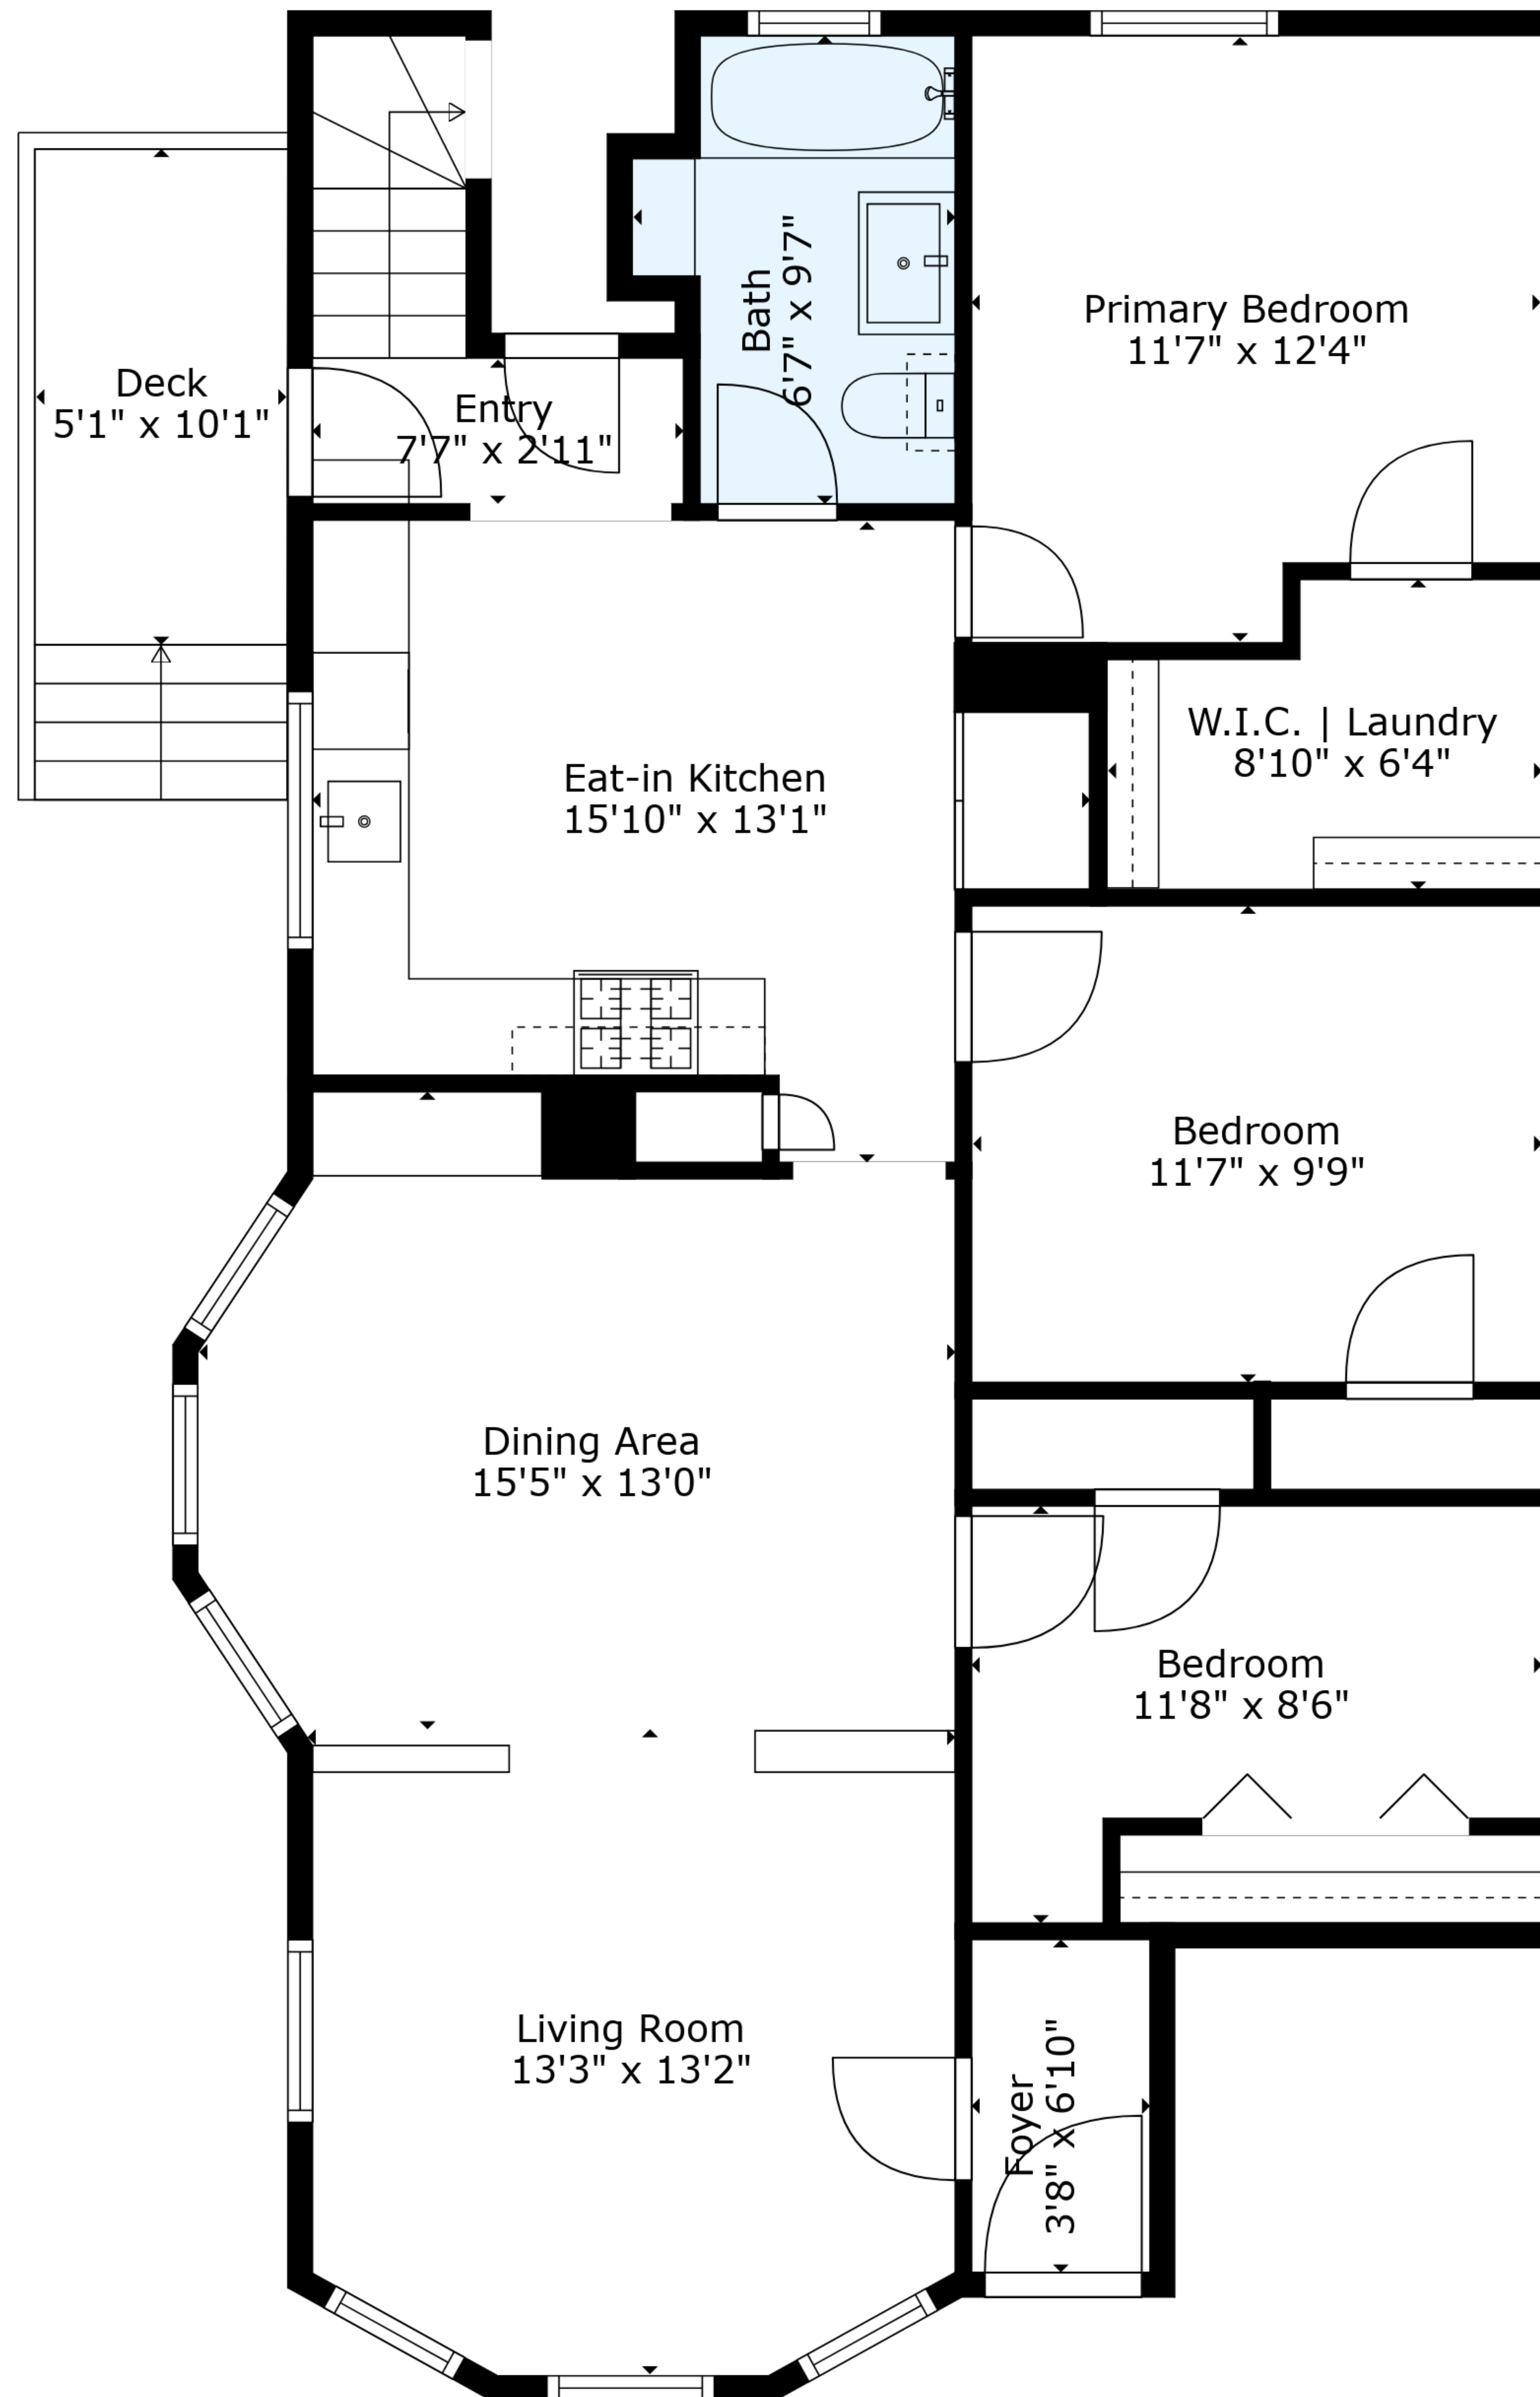 Primary Bedroom
11'7" x 12'4"
Bath
6'7" x 9'7"
Deck
5'1" x 10'1"
Entry
7'7" x 2'11"
W.I.C. | Laundry
8'10" x 6'4"
Eat-in Kitchen
15'10" x 13'1"
Bedroom
11'7" x 9'9"
Dining Area
15'5" x 13'0"
Bedroom
11'8" x 8'6"
Living Room
13'3" x 13'2"
Foyer
3'8" x 6'10"